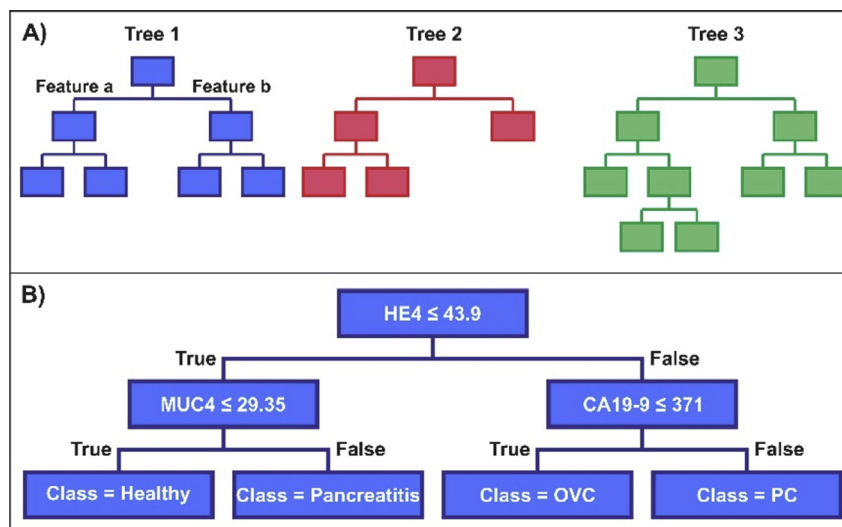 A)
Tree 1
Tree 2
Tree 3
Feature a
Feature b
B)
HE4 ≤ 43.9
True
False
MUC4 ≤ 29.35
CA19-9 ≤ 371
True
False
True
False
Class = Healthy
Class = Pancreatitis
Class = OVC
Class = PC